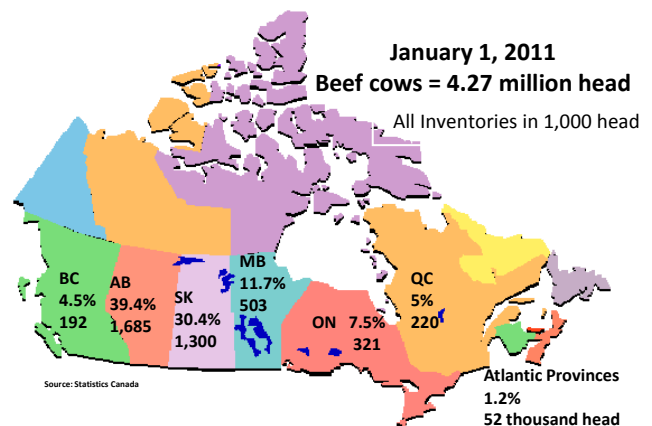 January 1, 2011
Beef cows = 4.27 million head
All Inventories in 1,000 head
BC
4.5%
192
AB
39.4%
1,685
SK
30.4%
1,300
MB
11.7%
503
ON 7.5%
321
QC
5%
220
Atlantic Provinces
1.2%
52 thousand head
Source: Statistics Canada